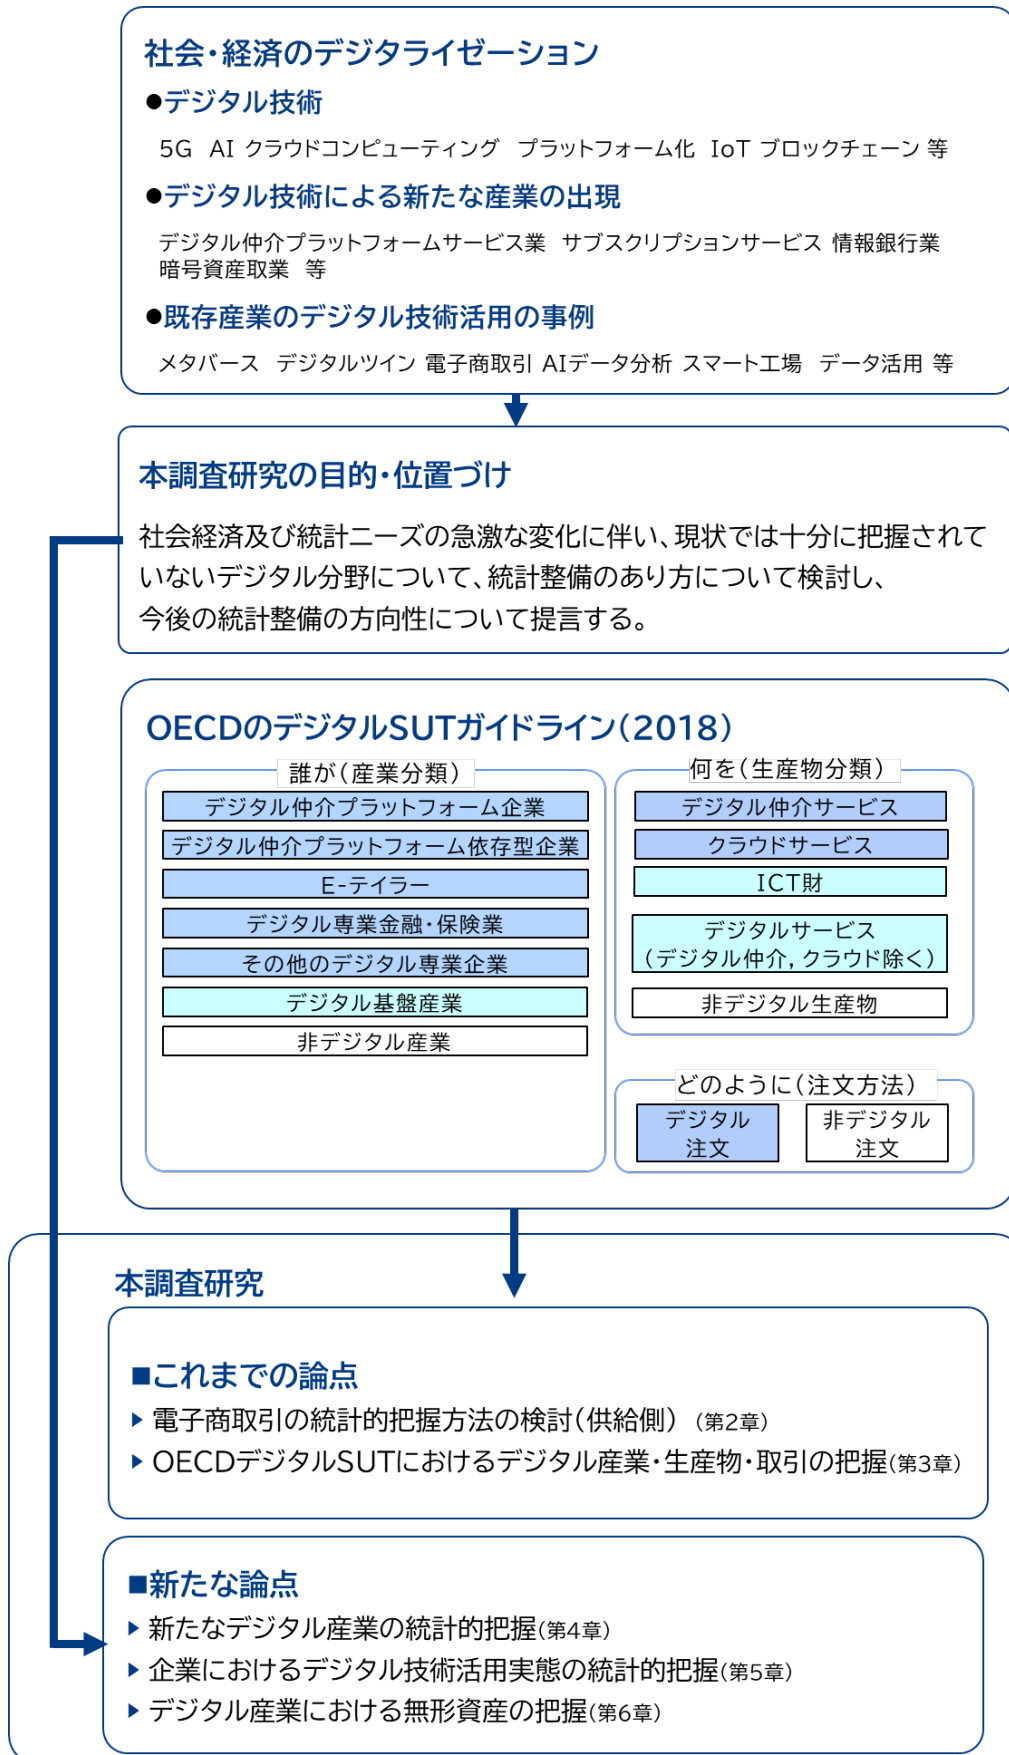 社会・経済のデジタライゼーション
●デジタル技術
5G AI クラウドコンピューティング プラットフォーム化 IoT ブロックチェーン 等
●デジタル技術による新たな産業の出現
デジタル仲介プラットフォームサービス業 サブスクリプションサービス 情報銀行業
暗号資産取業 等
●既存産業のデジタル技術活用の事例
メタバース デジタルツイン 電子商取引 AIデータ分析 スマート工場 データ活用 等
本調査研究の目的・位置づけ
社会経済及び統計ニーズの急激な変化に伴い、現状では十分に把握されて
いないデジタル分野について、統計整備のあり方について検討し、
今後の統計整備の方向性について提言する。
OECDのデジタルSUTガイドライン(2018)
誰が(産業分類)
デジタル仲介プラットフォーム企業
デジタル仲介プラットフォーム依存型企業
E-テイラー
デジタル専業金融・保険業
その他のデジタル専業企業
デジタル基盤産業
非デジタル産業
何を(生産物分類)
デジタル仲介サービス
クラウドサービス
ICT財
デジタルサービス
(デジタル仲介,クラウド除く)
非デジタル生産物
どのように(注文方法)
デジタル
注文
非デジタル
注文
本調査研究
■これまでの論点
▶ 電子商取引の統計的把握方法の検討(供給側) (第2章)
▶ OECDデジタルSUTにおけるデジタル産業・生産物・取引の把握(第3章)
■新たな論点
▶ 新たなデジタル産業の統計的把握(第4章)
▶ 企業におけるデジタル技術活用実態の統計的把握(第5章)
▶ デジタル産業における無形資産の把握(第6章)